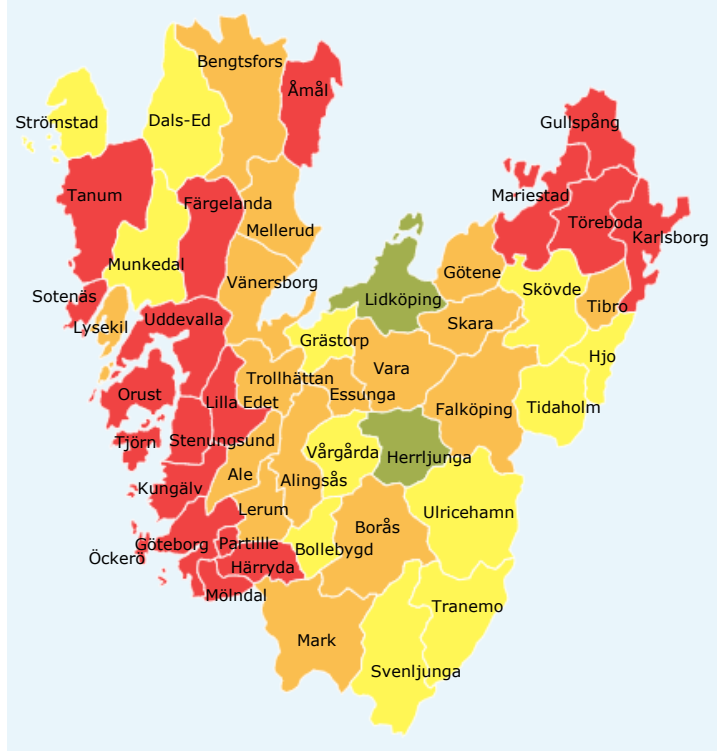 Bengtsfors
Åmål
Strömstad
Dals-Ed
Gullspång
Tanum
Färgelanda
Mariestad
Töreboda
Mellerud
Karlsborg
Munkedal
Vänersborg
Götene
Sotenäs
Lidköping
Skövde
Lysekil
Uddevalla
Skara
Tibro
Grästorp
Hjo
Vara
Trollhättan
Orust
Lilla Edet
Essunga
Falköping
Tidaholm
Tjörn
Stenungsund
Vårgårda
Herrljunga
Ale
Alingsås
Kungälv
Lerum
Ulricehamn
Borås
Göteborg
Partillle
Bollebygd
Öckerö
Härryda
Mölndal
Tranemo
Mark
Svenljunga